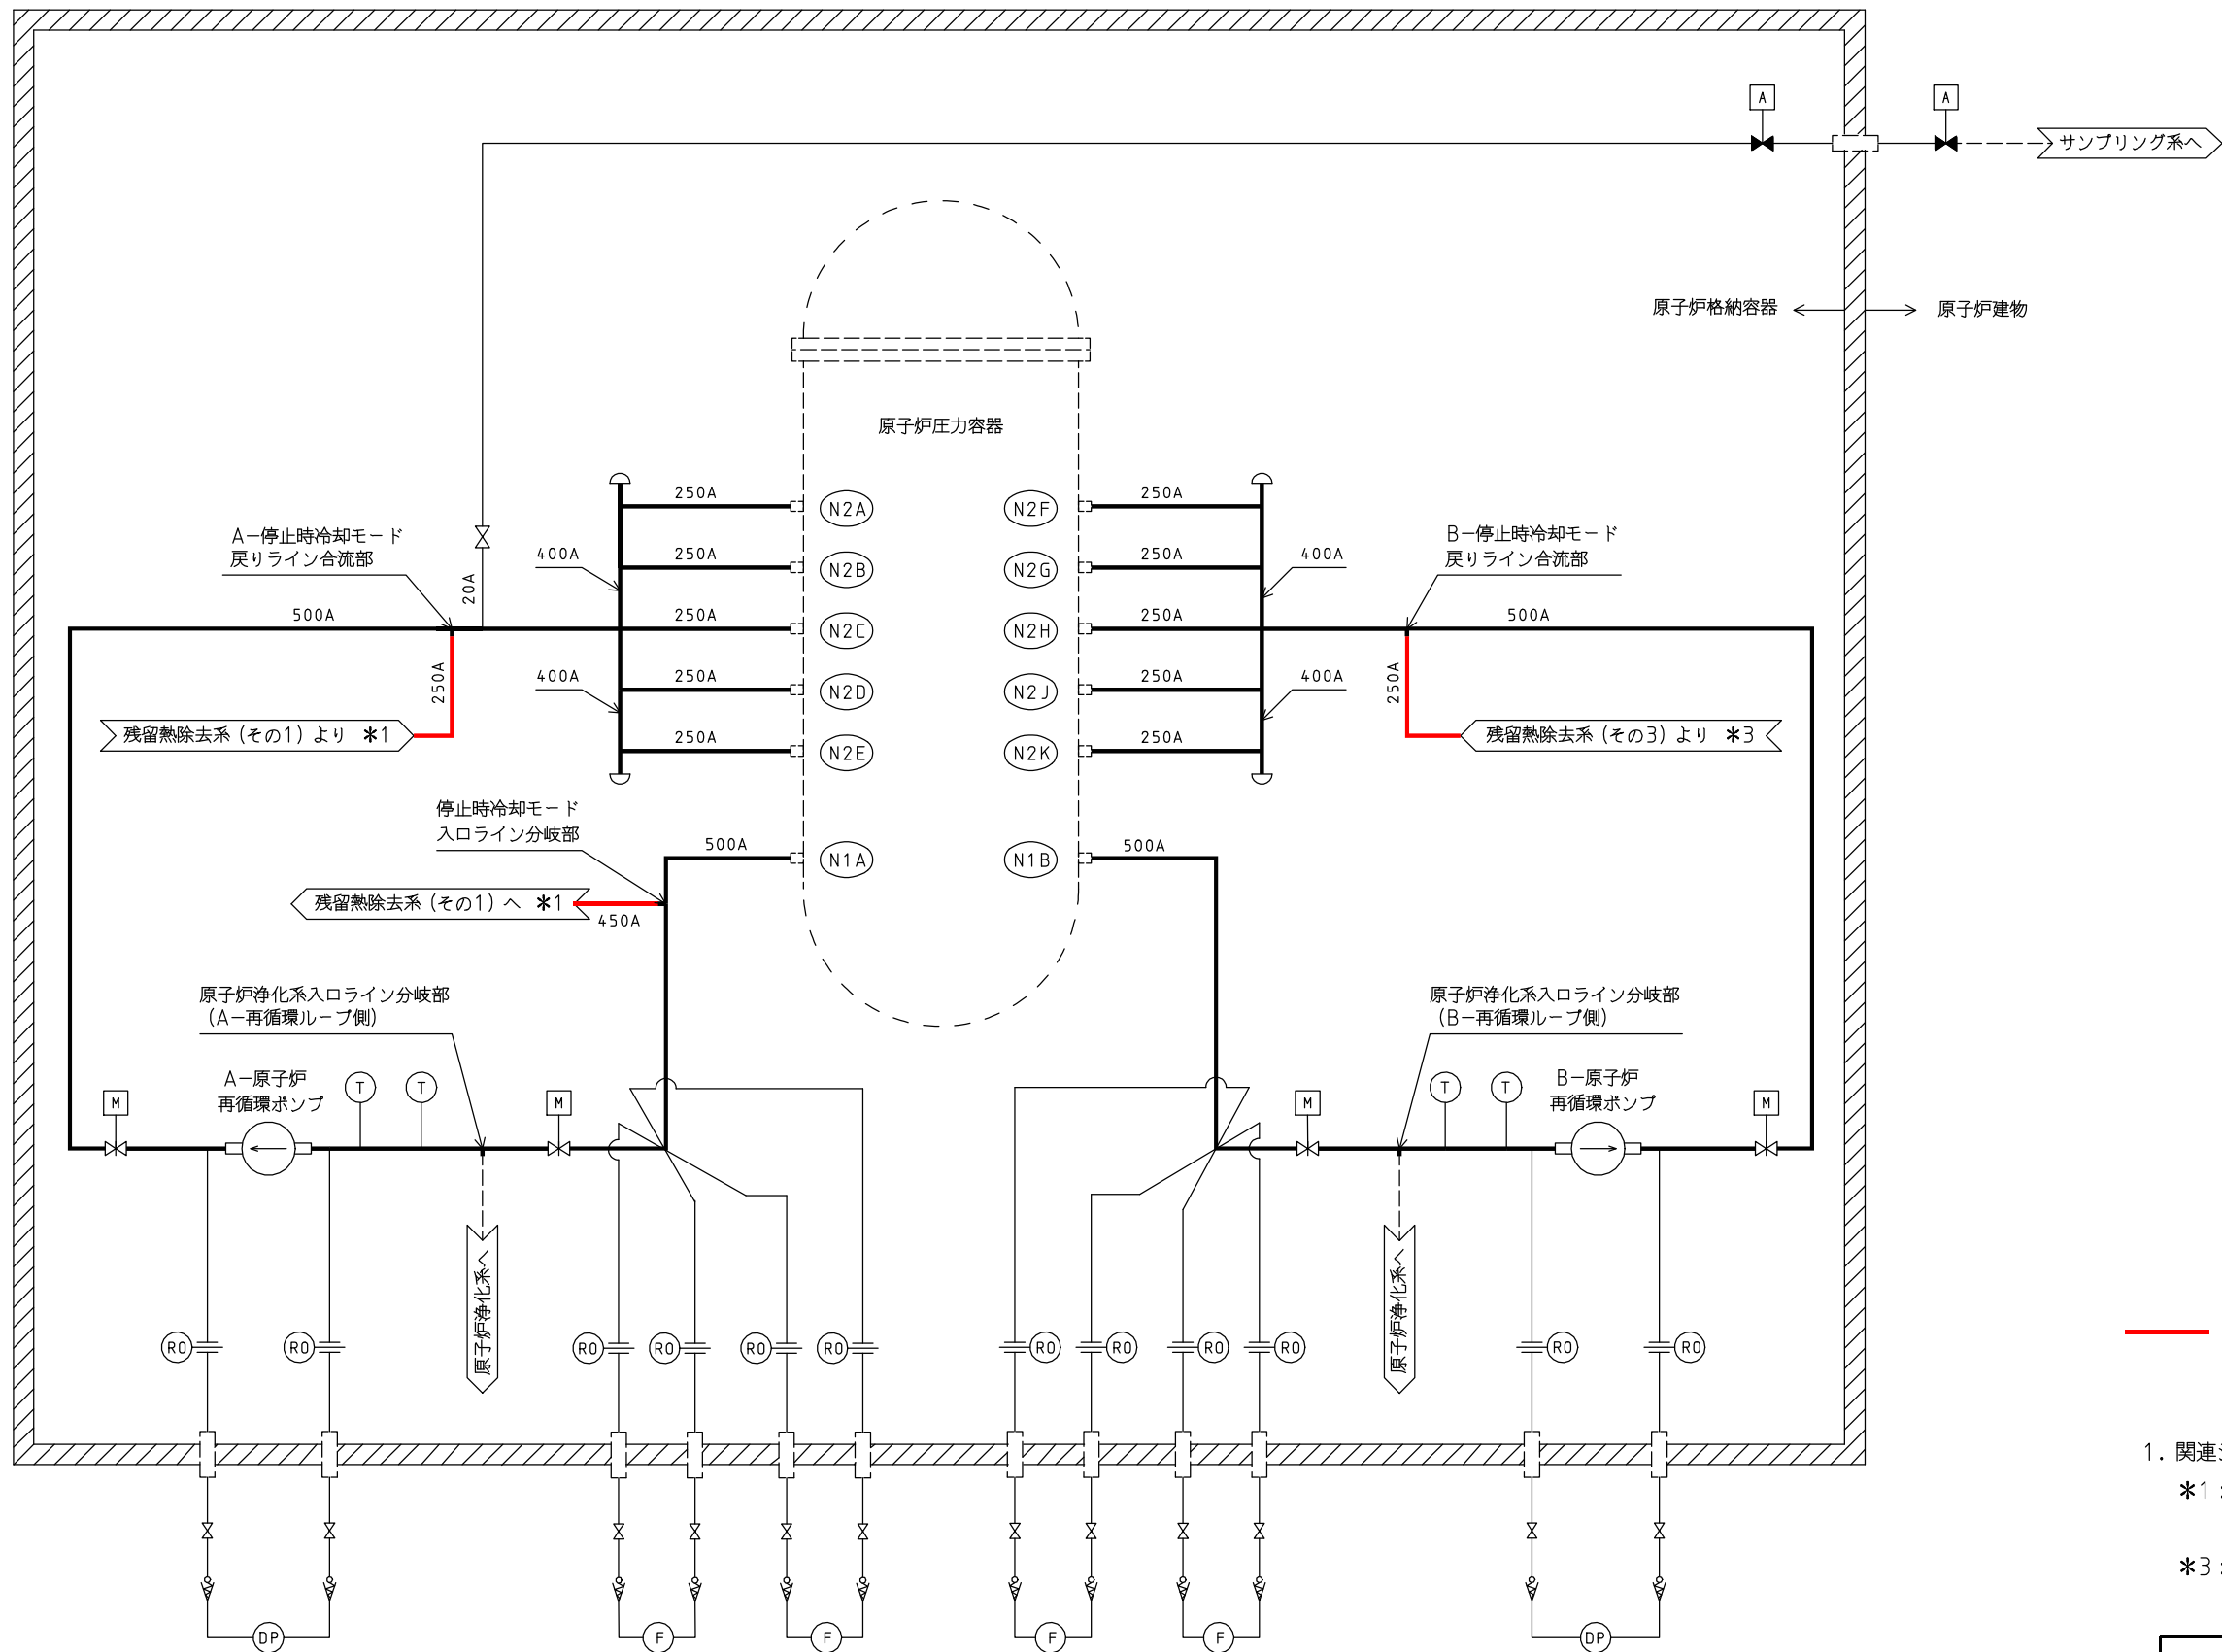 A
A
サンプリング系へ
原子炉格納容器
原子炉建物
原子炉圧力容器
250A
N2A
N2F
250A
A-停止時冷却モード
戻りライン合流部
B-停止時冷却モード
戻りライン合流部
20A
400A
250A
N2B
N2G
250A
400A
500A
250A
N2C
N2H
250A
500A
250A
400A
250A
N2D
N2J
250A
400A
250A
残留熱除去系(その1)より *1
250A
N2E
N2K
250A
残留熱除去系(その3)より *3
停止時冷却モード
入口ライン分岐部
500A
N1A
N1B
500A
残留熱除去系(その1)へ *1
450A
原子炉浄化系入口ライン分岐部
(A-再循環ループ側)
原子炉浄化系入口ライン分岐部
(B-再循環ループ側)
M
A-原子炉
再循環ポンプ
T
T
M
M
T
T
B-原子炉
再循環ポンプ
M
原子炉浄化系へ
原子炉浄化系へ
RO
RO
RO
RO
RO
RO
RO
RO
RO
RO
RO
RO
1. 関連
*1:
*3:
DP
F
F
F
F
DP